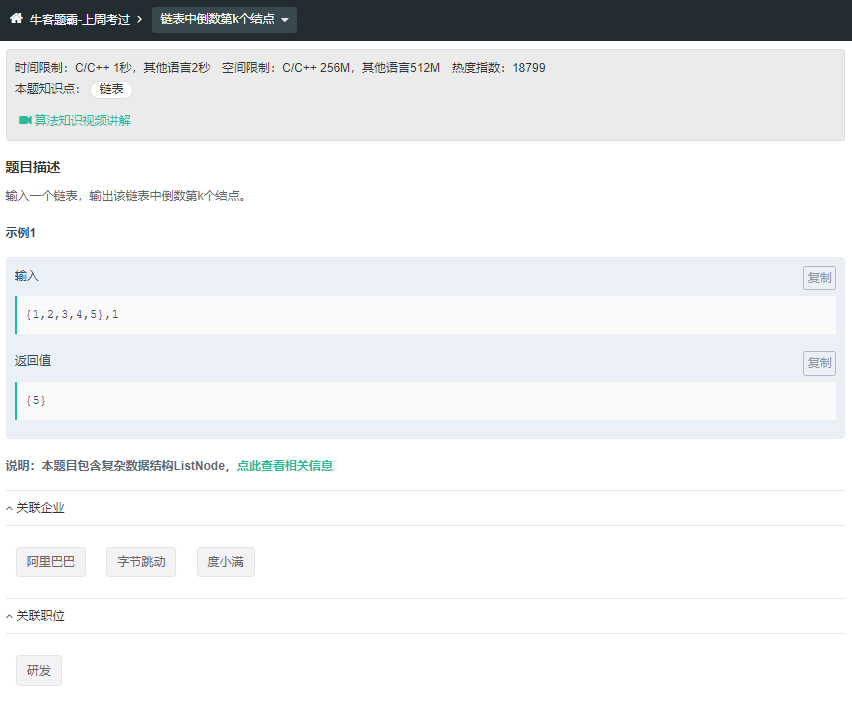 牛客题霸-上周考过 › 链表中倒数第k个结点
时间限制：C/C++ 1秒，其他语言2秒 空间限制：C/C++ 256M，其他语言512M 热度指数：18799
本题知识点： 链表
算法知识视频讲解
题目描述
输入一个链表，输出该链表中倒数第k个结点。
示例1
输入 复制
{1,2,3,4,5},1
返回值 复制
{5}
说明：本题目包含复杂数据结构ListNode，点此查看相关信息
关联企业
阿里巴巴 字节跳动 度小满
关联职位
研发